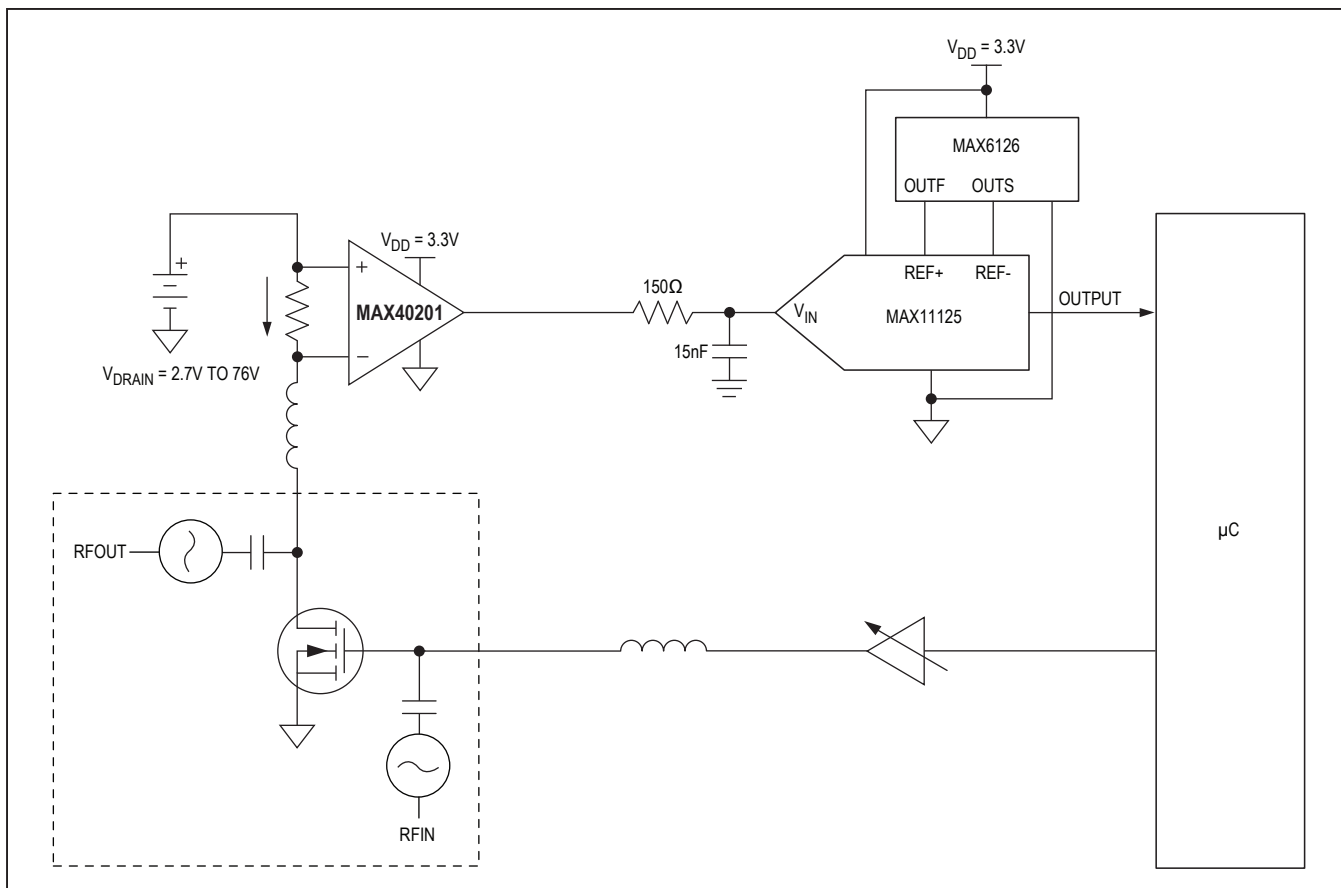 V_DD = 3.3V
MAX6126
OUTF OUTS
V_DD = 3.3V
+
+
MAX40201
−
150Ω
15nF
V_IN
REF+ REF-
MAX11125
OUTPUT
V_DRAIN = 2.7V TO 76V
RFOUT
µC
RFIN